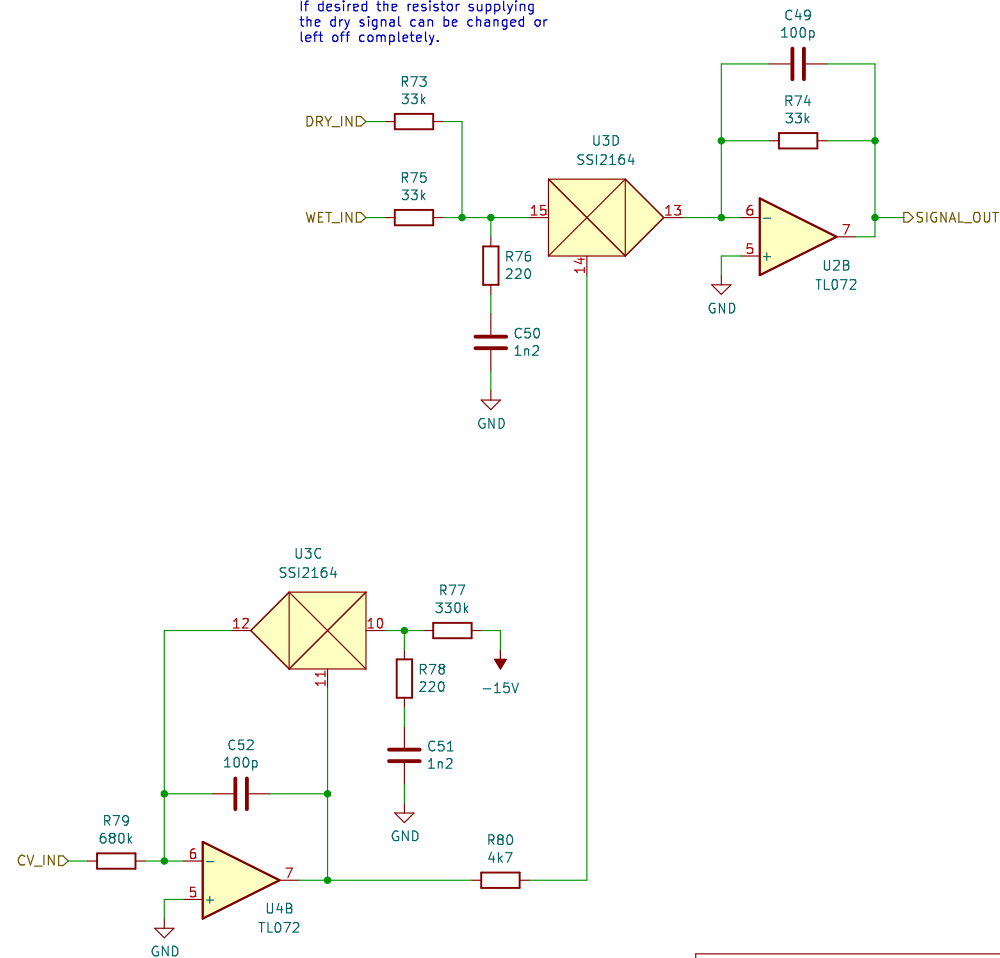 If desired the resistor supplying
the dry signal can be changed or
left off completely.
C49
100p
R73
33k
R74
33k
DRY_IN
U3D
SSI2164
R75
33k
WET_IN
15
13
6
5
7
SIGNAL_OUT
14
R76
220
U2B
TL072
GND
C50
1n2
GND
U3C
SSI2164
R77
330k
12
10
11
R78
220
-15V
C52
100p
C51
1n2
R79
680k
GND
R80
4k7
CV_IN
6
5
7
U4B
TL072
GND